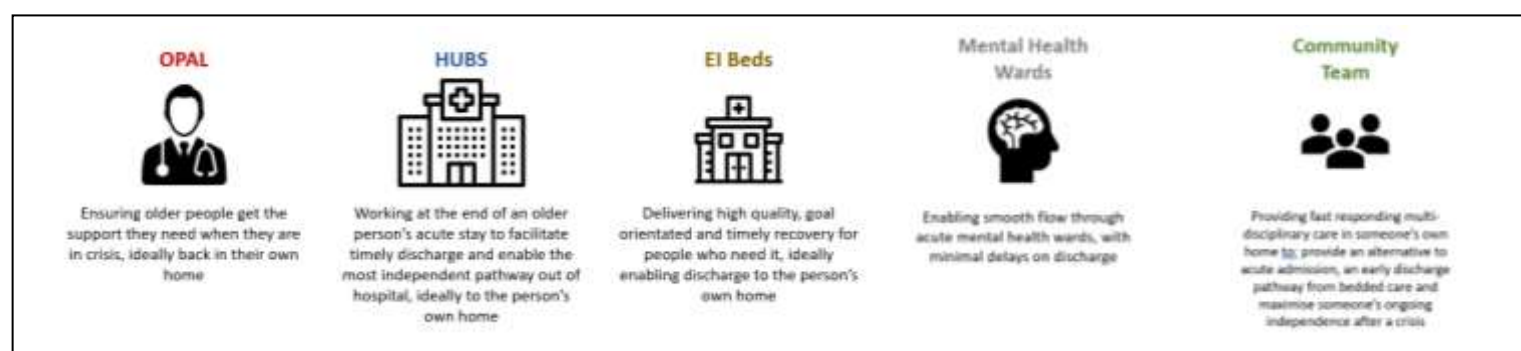 OPAL
Ensuring older people get the
support they need when they are
in crisis, ideally back in their own
home
HUBS
Working at the end of an older
person's acute stay to facilitate
timely discharge and enable the
most independent pathway out of
hospital, ideally to the person's
own home
EI Beds
Delivering high quality, goal
orientated and timely recovery for
people who need it, ideally
enabling discharge to the person's
own home
Mental Health
Wards
Enabling smooth flow through
acute mental health wards, with
minimal delays on discharge
Community
Team
Providing fast responding multi-
disciplinary care in someone's own
home to: provide an alternative to
acute admission, an early discharge
pathway from bedded care and
maximise someone's ongoing
independence after a crisis